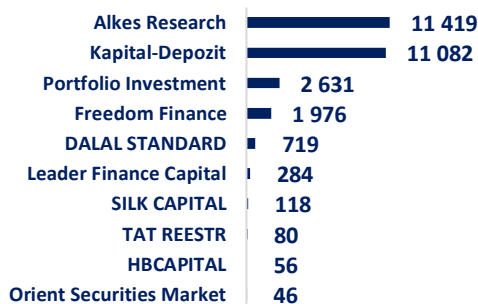 Alkes Research 11 419
Kapital-Depozit 11 082
Portfolio Investment 2 631
Freedom Finance 1 976
DALAL STANDARD 719
Leader Finance Capital 284
SILK CAPITAL 118
TAT REESTR 80
HBCAPITAL 56
Orient Securities Market 46